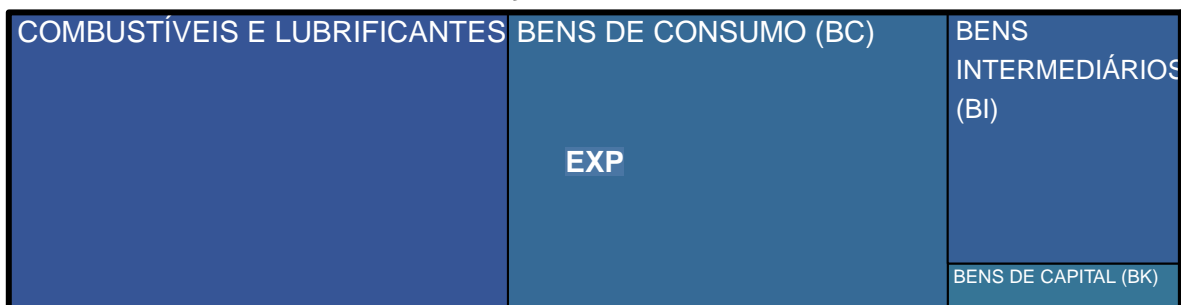 COMBUSTÍVEIS E LUBRIFICANTES
BENS DE CONSUMO (BC)
EXP
BENS
INTERMEDIÁRIOS
(BI)
BENS DE CAPITAL (BK)